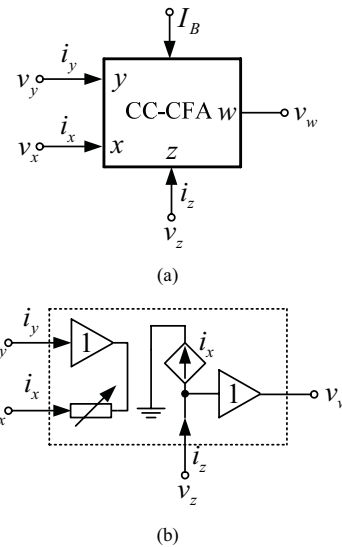 I_B
i_y
v_y y
CC-CFA w v_w
i_x
v_x x
z
i_z
v_z
(a)
i_y
y 1 i_x
i_x
x 1 v_w
i_z
v_z
(b)